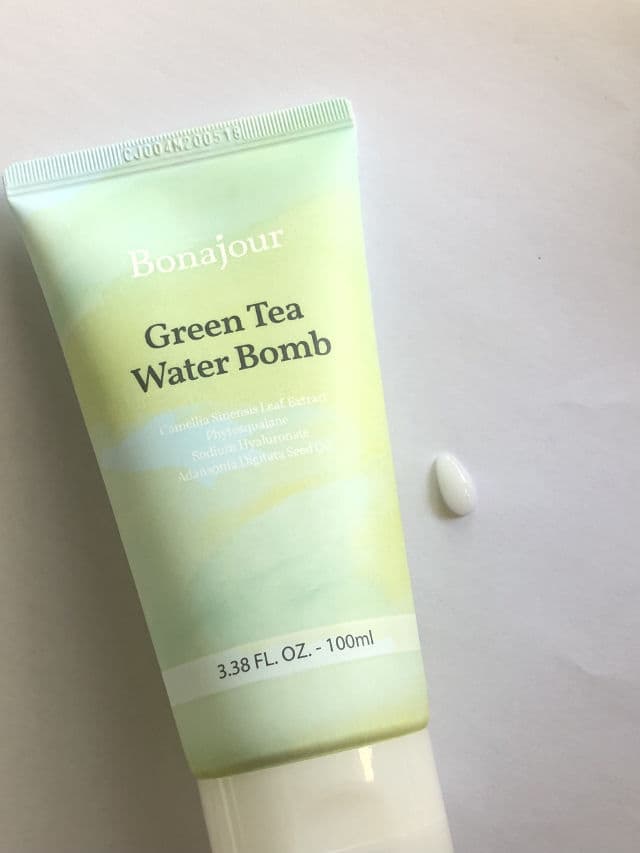 CJ004N200518
Bonajour
Green Tea
Water Bomb
Camellia Sinensis Leaf Extract
Phytosqualane
Sodium Hyaluronate
Adansonia Digitata Seed Oil
3.38 FL. OZ. - 100ml